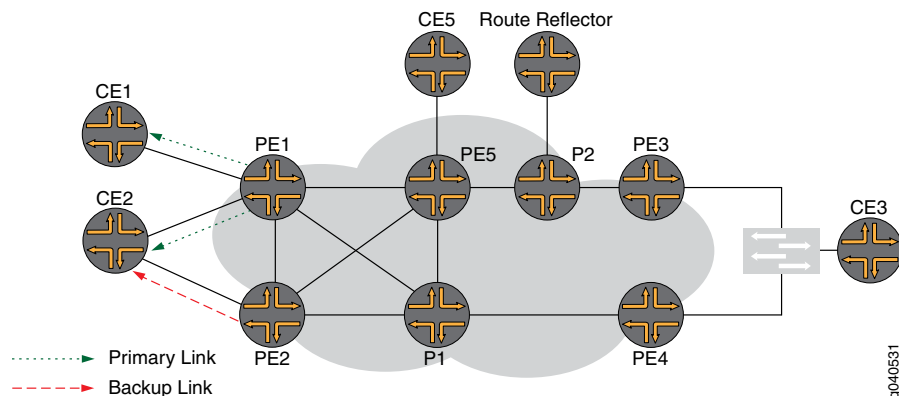 CE5
Route Reflector
CE1
PE1
PE5
P2
PE3
CE2
CE3
PE2
P1
PE4
Primary Link
Backup Link
g040531